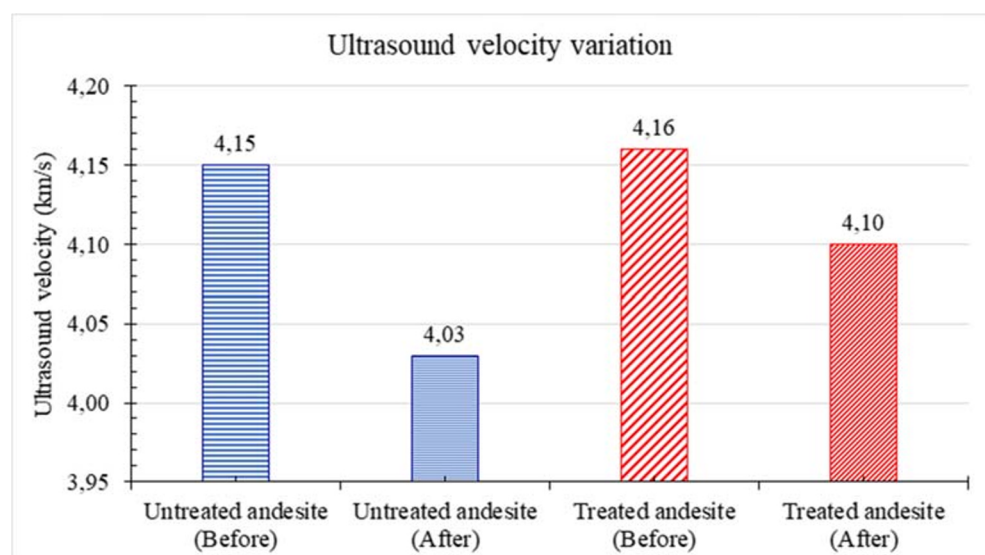 Ultrasound velocity variation
Ultrasound velocity (km/s)
4,20
4,15
4,10
4,05
4,00
3,95
4,15
4,03
4,16
4,10
Untreated andesite
(Before)
Untreated andesite
(After)
Treated andesite
(Before)
Treated andesite
(After)